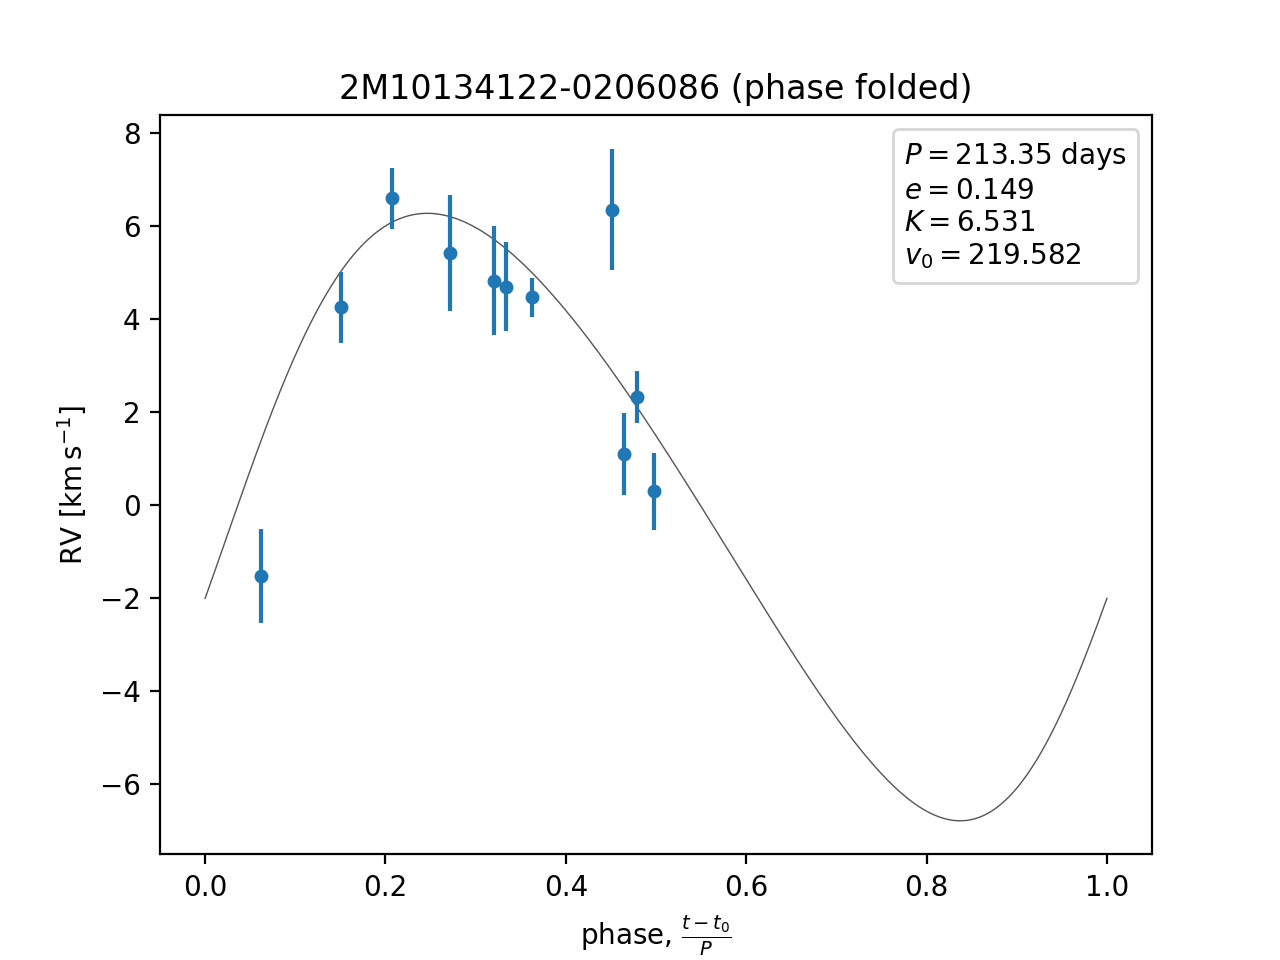 2M10134122-0206086 (phase folded)
P = 213.35 days
e = 0.149
K = 6.531
v₀ = 219.582
RV [km s⁻¹]
8
6
4
2
0
−2
−4
−6
0.0 0.2 0.4 0.6 0.8 1.0
phase, (t − t₀)/P